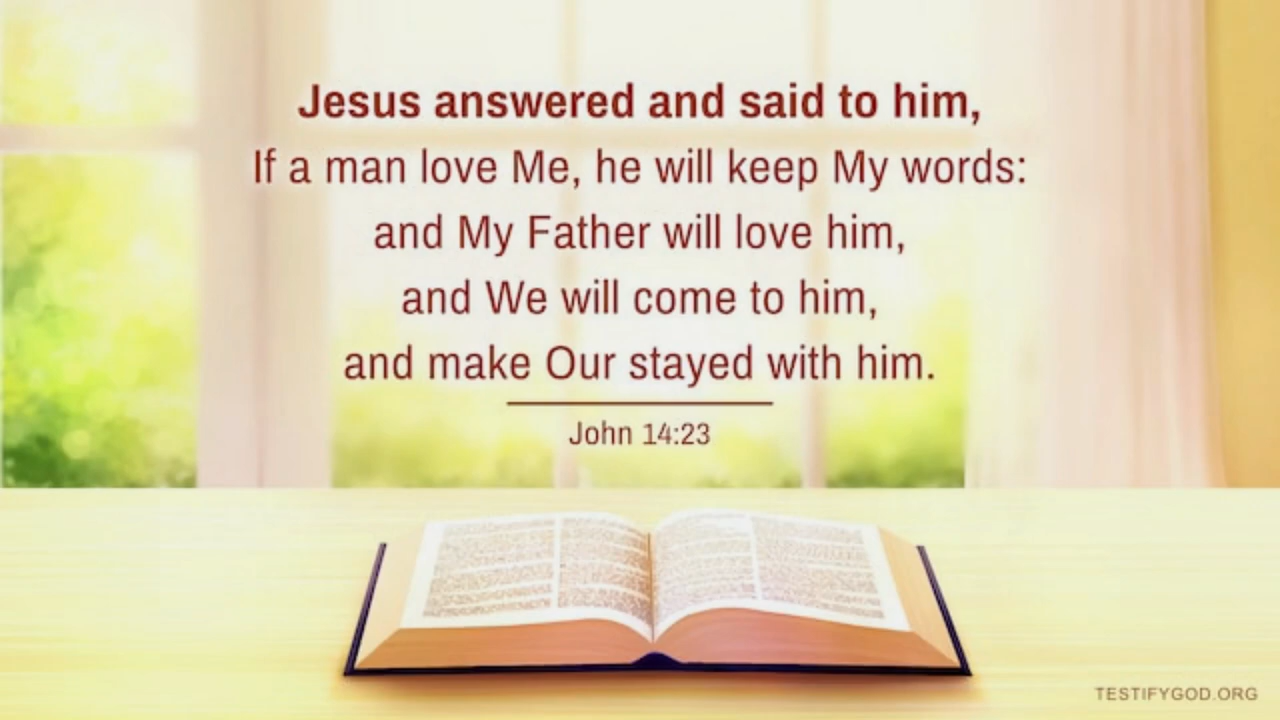 Jesus answered and said to him,
If a man love Me, he will keep My words:
and My Father will love him,
and We will come to him,
and make Our stayed with him.
John 14:23
TESTIFYGOD.ORG